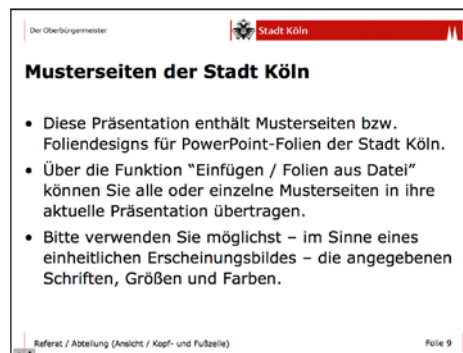 Der Oberbürgermeister
Stadt Köln
Musterseiten der Stadt Köln
• Diese Präsentation enthält Musterseiten bzw.
Foliendesigns für PowerPoint-Folien der Stadt Köln.
• Über die Funktion "Einfügen / Folien aus Datei"
können Sie alle oder einzelne Musterseiten in ihre
aktuelle Präsentation übertragen.
• Bitte verwenden Sie möglichst – im Sinne eines
einheitlichen Erscheinungsbildes – die angegebenen
Schriften, Größen und Farben.
Referat / Abteilung (Ansicht / Kopf- und Fußzeile)
Folie 9